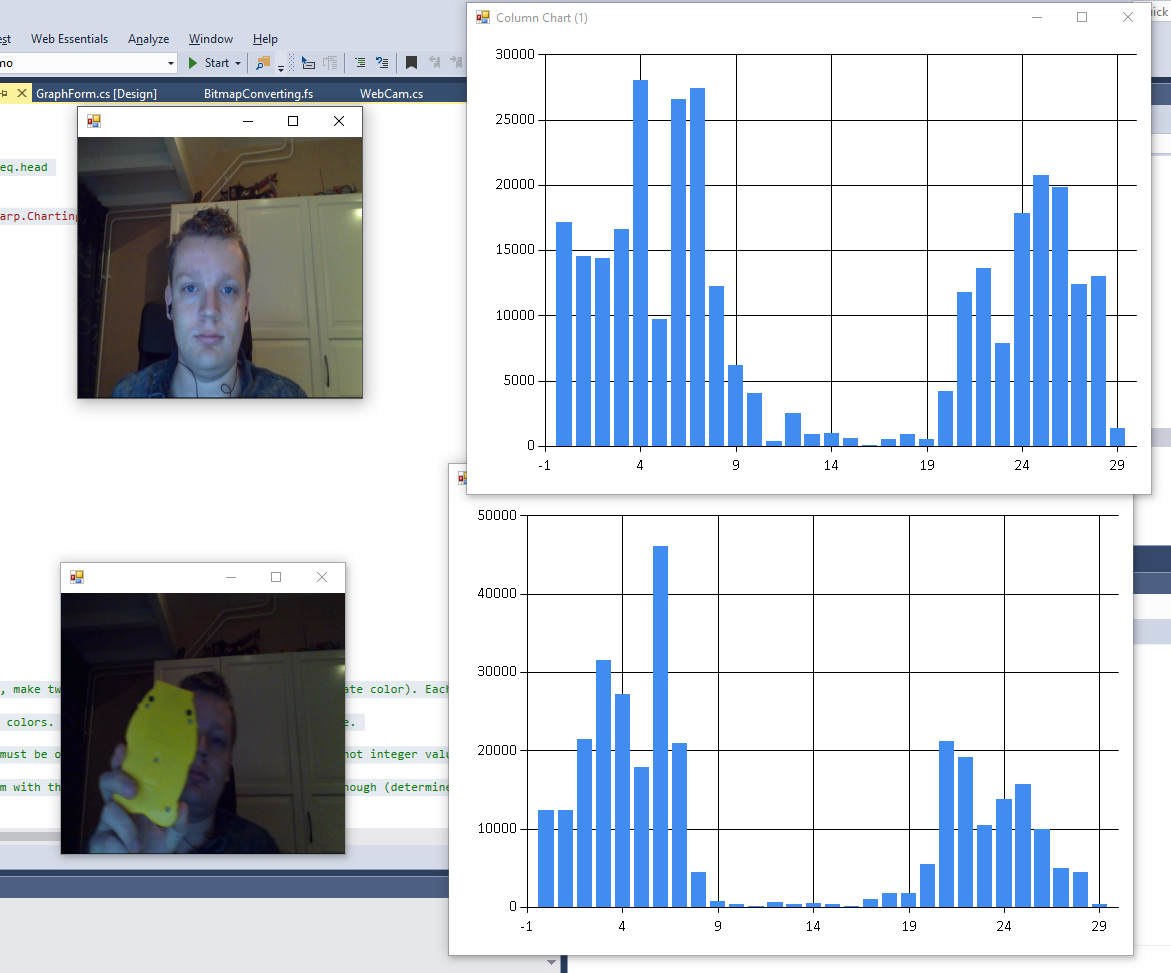 Column Chart (1)
uick
est Web Essentials Analyze Window Help
mo Start
GraphForm.cs [Design] BitmapConverting.fs WebCam.cs
eq.head
arp.Charting
30000
25000
20000
15000
10000
5000
0
-1 4 9 14 19 24 29
50000
40000
30000
20000
10000
0
-1 4 9 14 19 24 29
, make tw ate color). Each
colors. e.
must be o not integer valu
m with th nough (determine